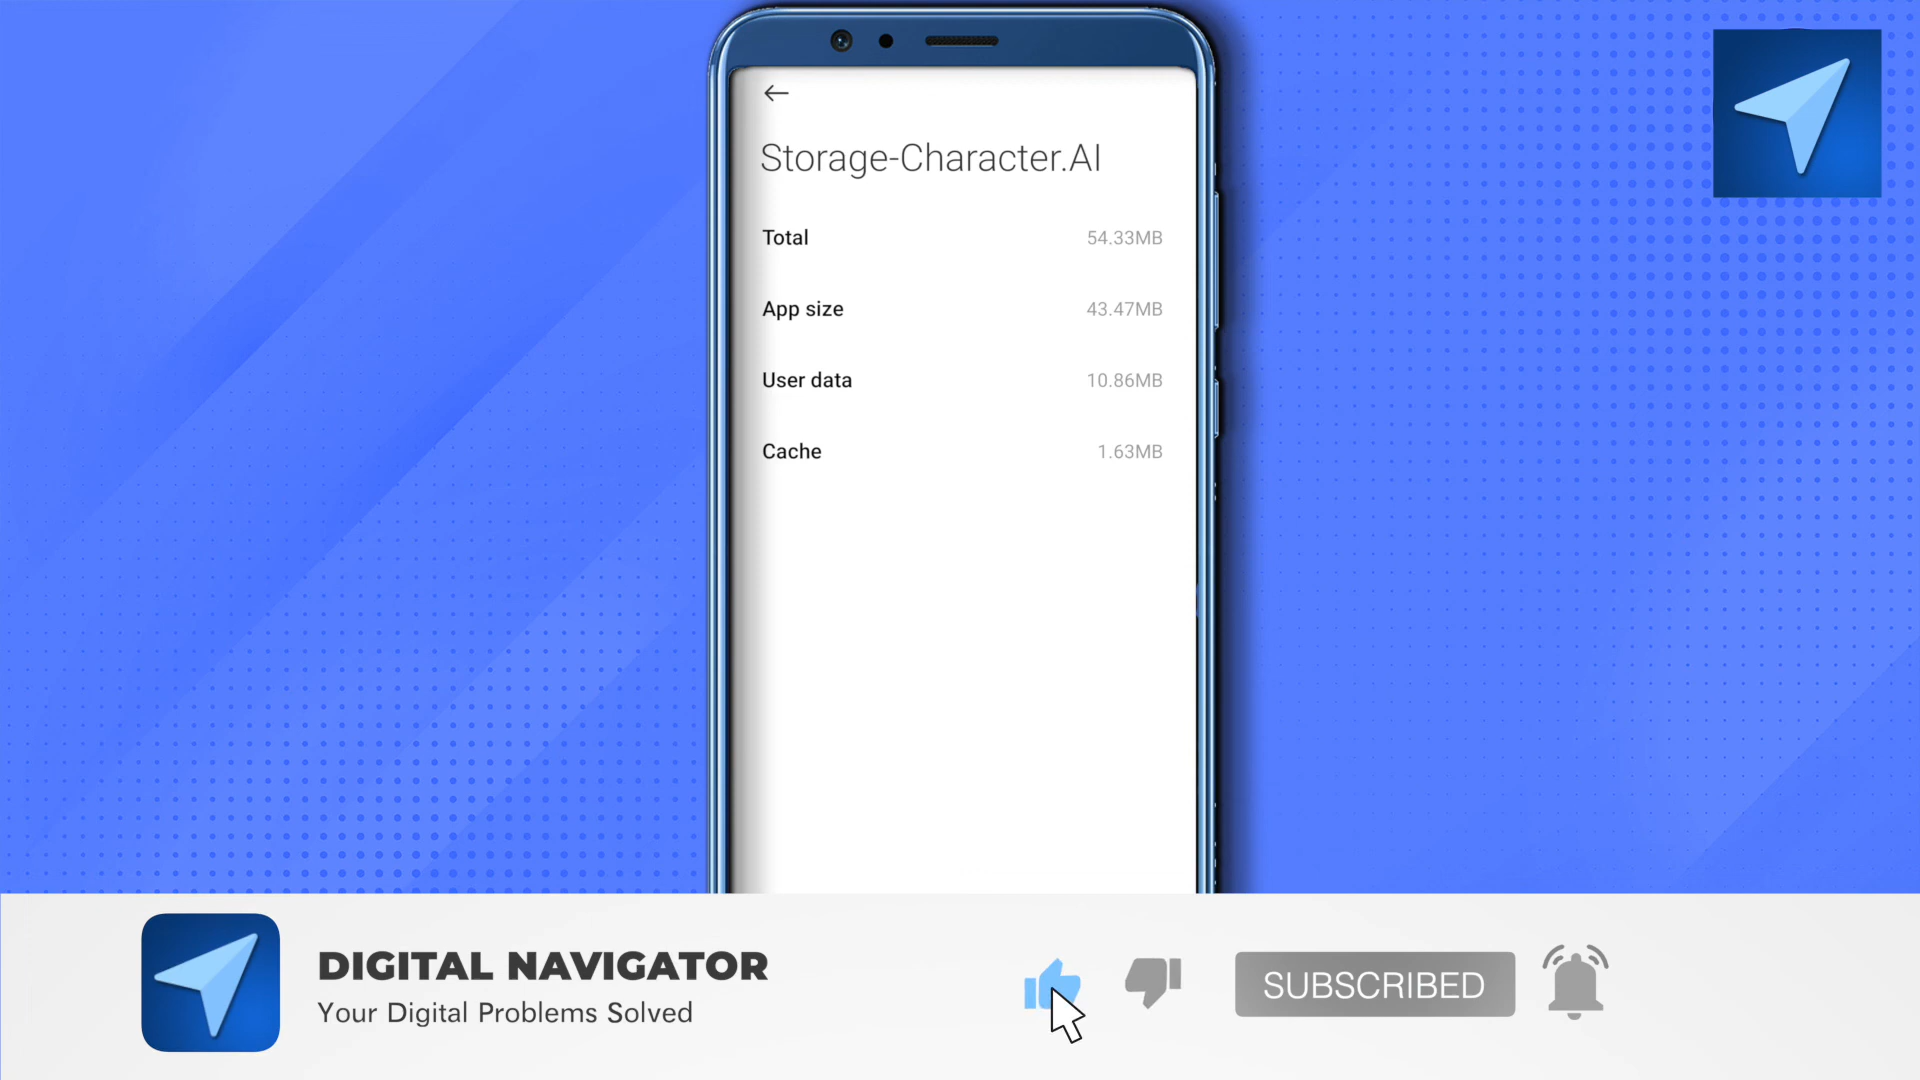 Storage-Character.AI
Total 54.33MB
App size 43.47MB
User data 10.86MB
Cache 1.63MB
DIGITAL NAVIGATOR
Your Digital Problems Solved
SUBSCRIBED